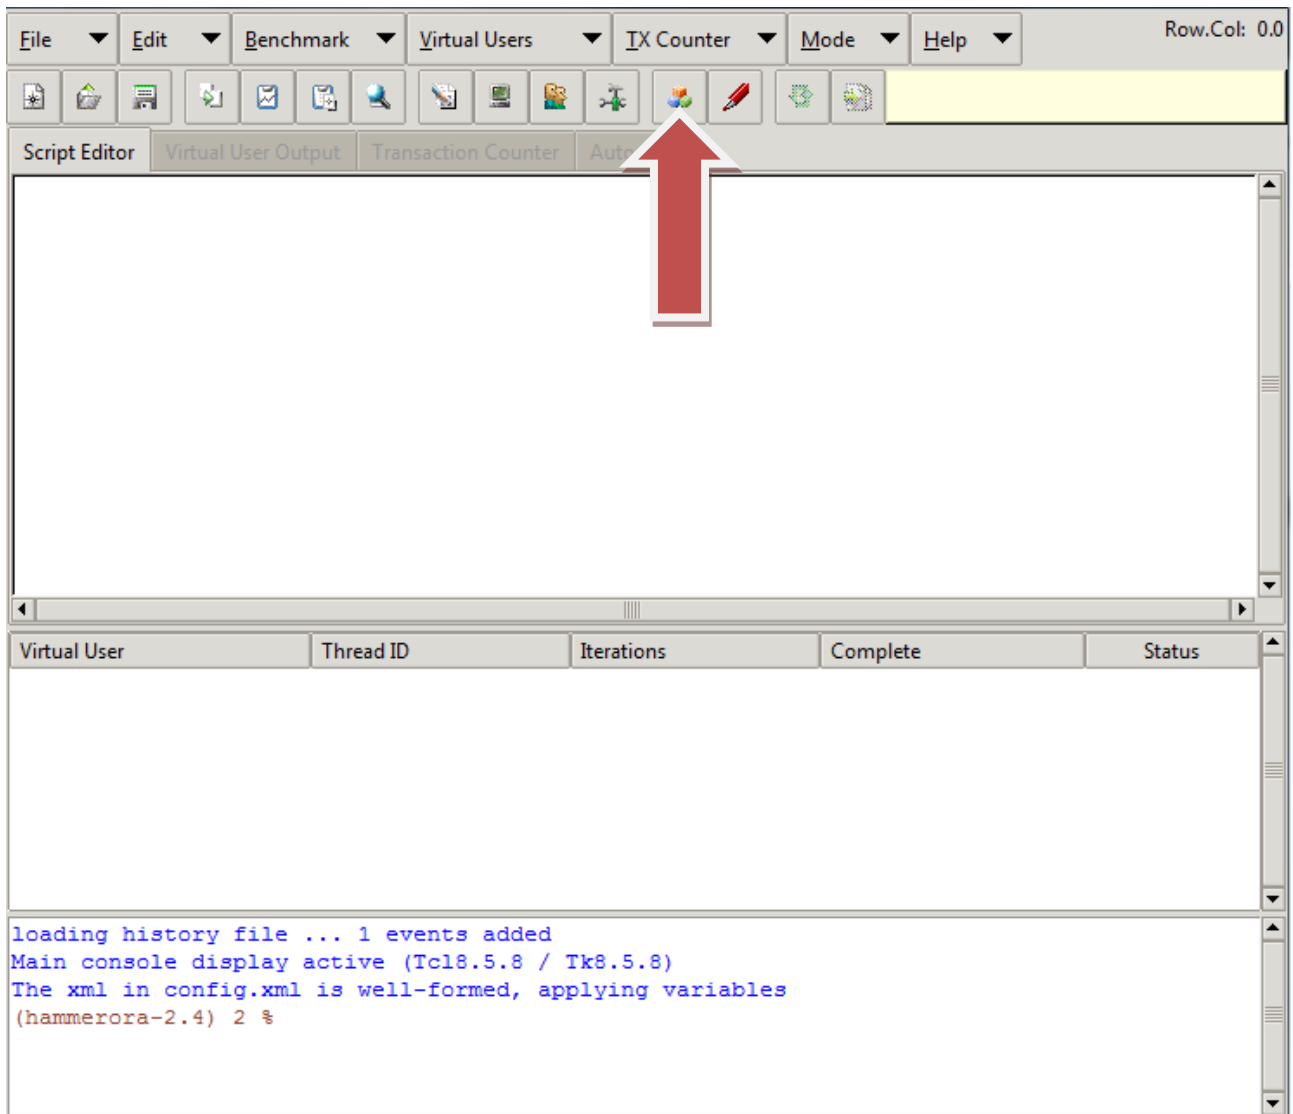 File Edit Benchmark Virtual Users TX Counter Mode Help Row.Col: 0.0
Script Editor Virtual User Output Transaction Counter Auto
Virtual User Thread ID Iterations Complete Status
loading history file ... 1 events added
Main console display active (Tcl8.5.8 / Tk8.5.8)
The xml in config.xml is well-formed, applying variables
(hammerora-2.4) 2 %